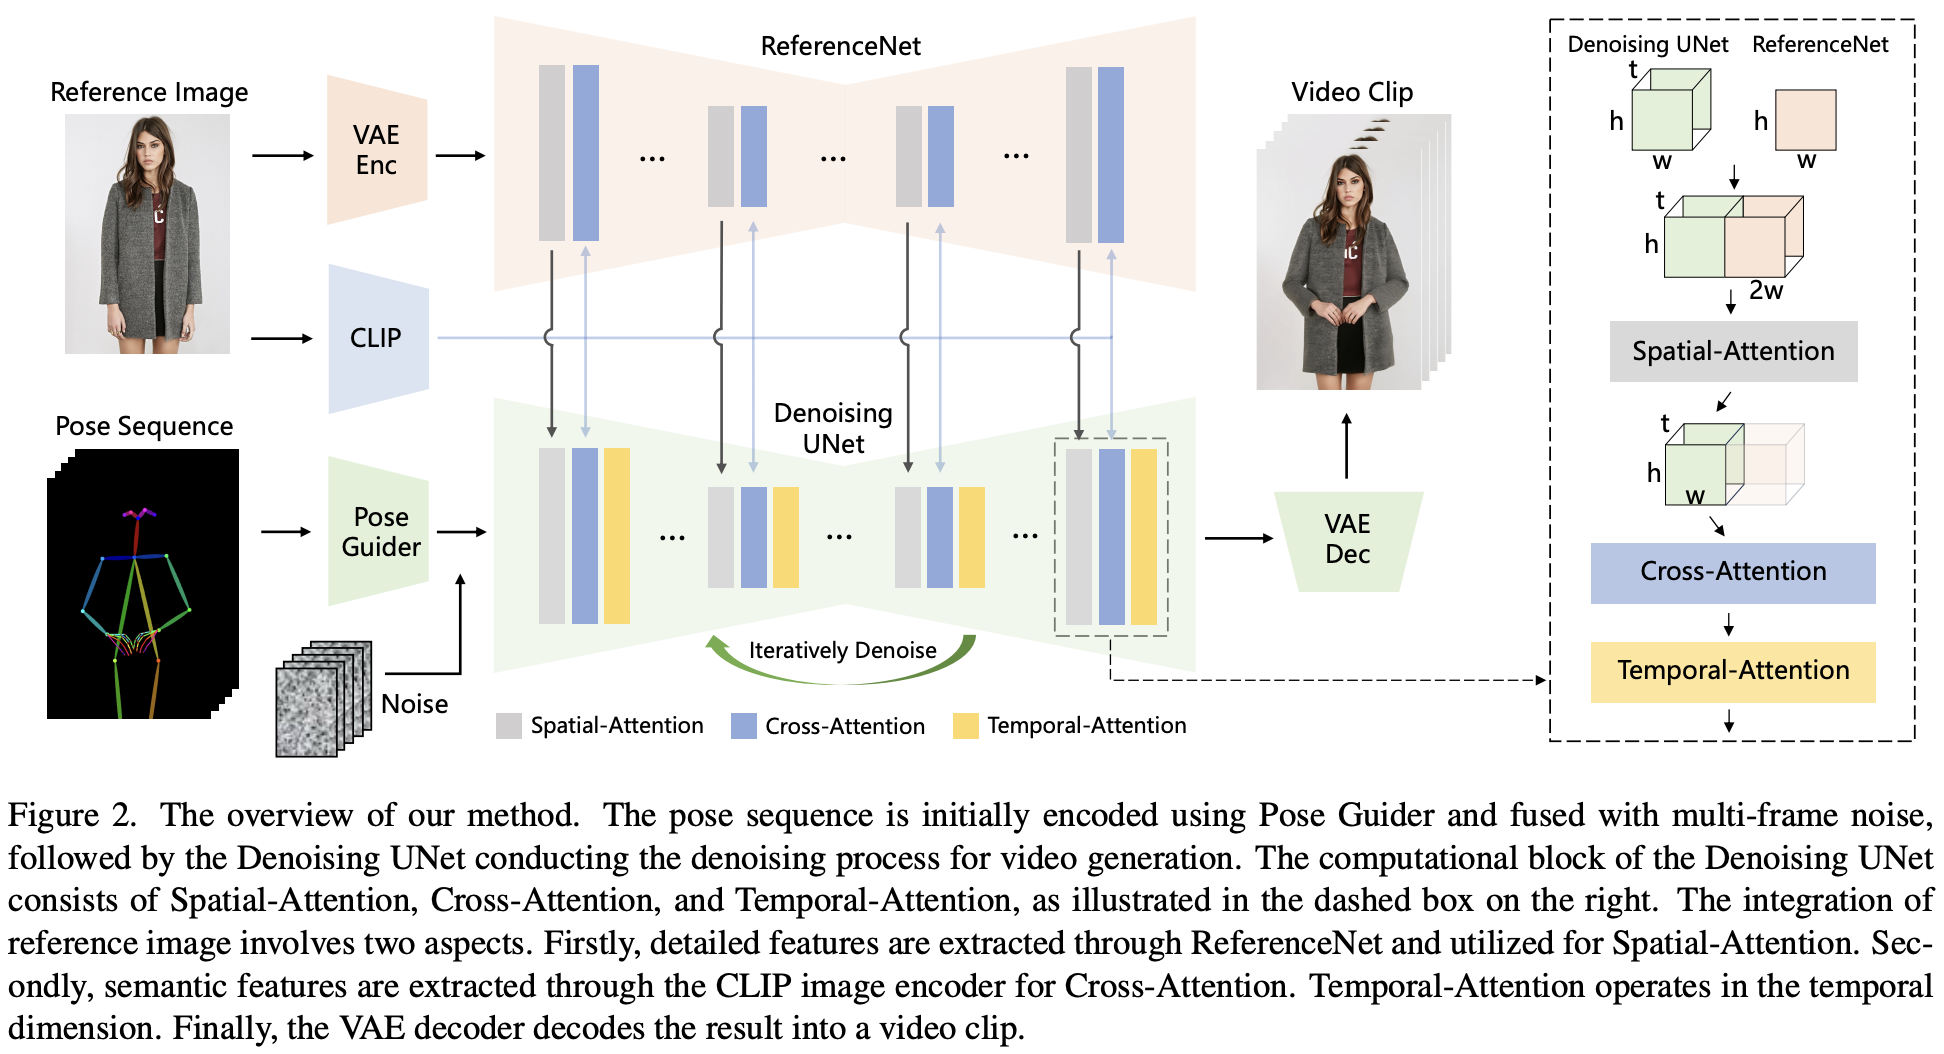 ReferenceNet
Reference Image
VAE
Enc
CLIP
Pose Sequence
Pose
Guider
Noise
Denoising
UNet
Iteratively Denoise
Spatial-Attention
Cross-Attention
Temporal-Attention
Video Clip
VAE
Dec
Denoising UNet
ReferenceNet
t
h
w
h
w
t
h
2w
Spatial-Attention
t
h
w
Cross-Attention
Temporal-Attention
Figure 2. The overview of our method. The pose sequence is initially encoded using Pose Guider and fused with multi-frame noise,
followed by the Denoising UNet conducting the denoising process for video generation. The computational block of the Denoising UNet
consists of Spatial-Attention, Cross-Attention, and Temporal-Attention, as illustrated in the dashed box on the right. The integration of
reference image involves two aspects. Firstly, detailed features are extracted through ReferenceNet and utilized for Spatial-Attention. Sec-
ondly, semantic features are extracted through the CLIP image encoder for Cross-Attention. Temporal-Attention operates in the temporal
dimension. Finally, the VAE decoder decodes the result into a video clip.